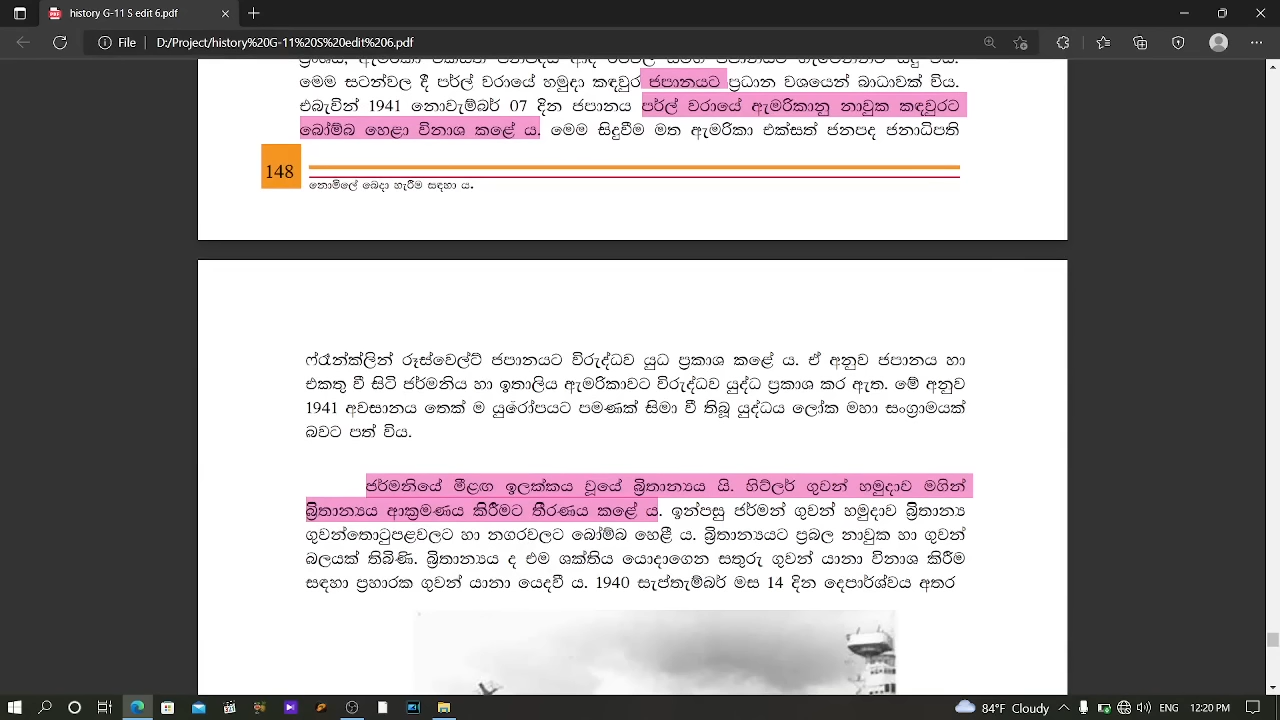 history G-11 S edit 6.pdf
File
D:/Project/history%20G-11%20S%20edit%206.pdf
මෙම සටන්වල දී පර්ල් වරායේ හමුදා කඳවුර ජපානයට ප්‍රධාන වශයෙන් බාධාවක් විය.
එබැවින් 1941 නොවැම්බර් 07 දින ජපානය පර්ල් වරායේ ඇමරිකානු නාවුක කඳවුරට
බෝම්බ හෙළා විනාශ කළේ ය. මෙම සිදුවීම මත ඇමරිකා එක්සත් ජනපද ජනාධිපති
148
නොමිලේ බෙදා හැරීම සඳහා ය.
ෆ්රෑන්ක්ලින් රූස්වෙල්ට් ජපානයට විරුද්ධව යුධ ප්‍රකාශ කළේ ය. ඒ අනුව ජපානය හා
එකතු වී සිටි ජර්මනිය හා ඉතාලිය ඇමරිකාවට විරුද්ධව යුද්ධ ප්‍රකාශ කර ඇත. මේ අනුව
1941 අවසානය තෙක් ම යුරෝපයට පමණක් සිමා වී තිබූ යුද්ධය ලෝක මහා සංග්‍රාමයක්
බවට පත් විය.
ජර්මනියේ මීළඟ ඉලක්කය වූයේ බ්‍රිතාන්‍යය යි. හිට්ලර් ගුවන් හමුදාව මගින්
බ්‍රිතාන්‍යය ආක්‍රමණය කිරීමට තීරණය කළේ ය. ඉන්පසු ජර්මන් ගුවන් හමුදාව බ්‍රිතාන්‍ය
ගුවන්තොටුපළවලට හා නගරවලට බෝම්බ හෙළී ය. බ්‍රිතාන්‍යයට ප්‍රබල නාවුක හා ගුවන්
බලයක් තිබිණි. බ්‍රිතාන්‍යය ද එම ශක්තිය යොදාගෙන සතුරු ගුවන් යානා විනාශ කිරීම
සඳහා ප්‍රහාරක ගුවන් යානා යෙදවී ය. 1940 සැප්තැම්බර් මස 14 දින දෙපාර්ශ්වය අතර
84°F Cloudy
12:20 PM